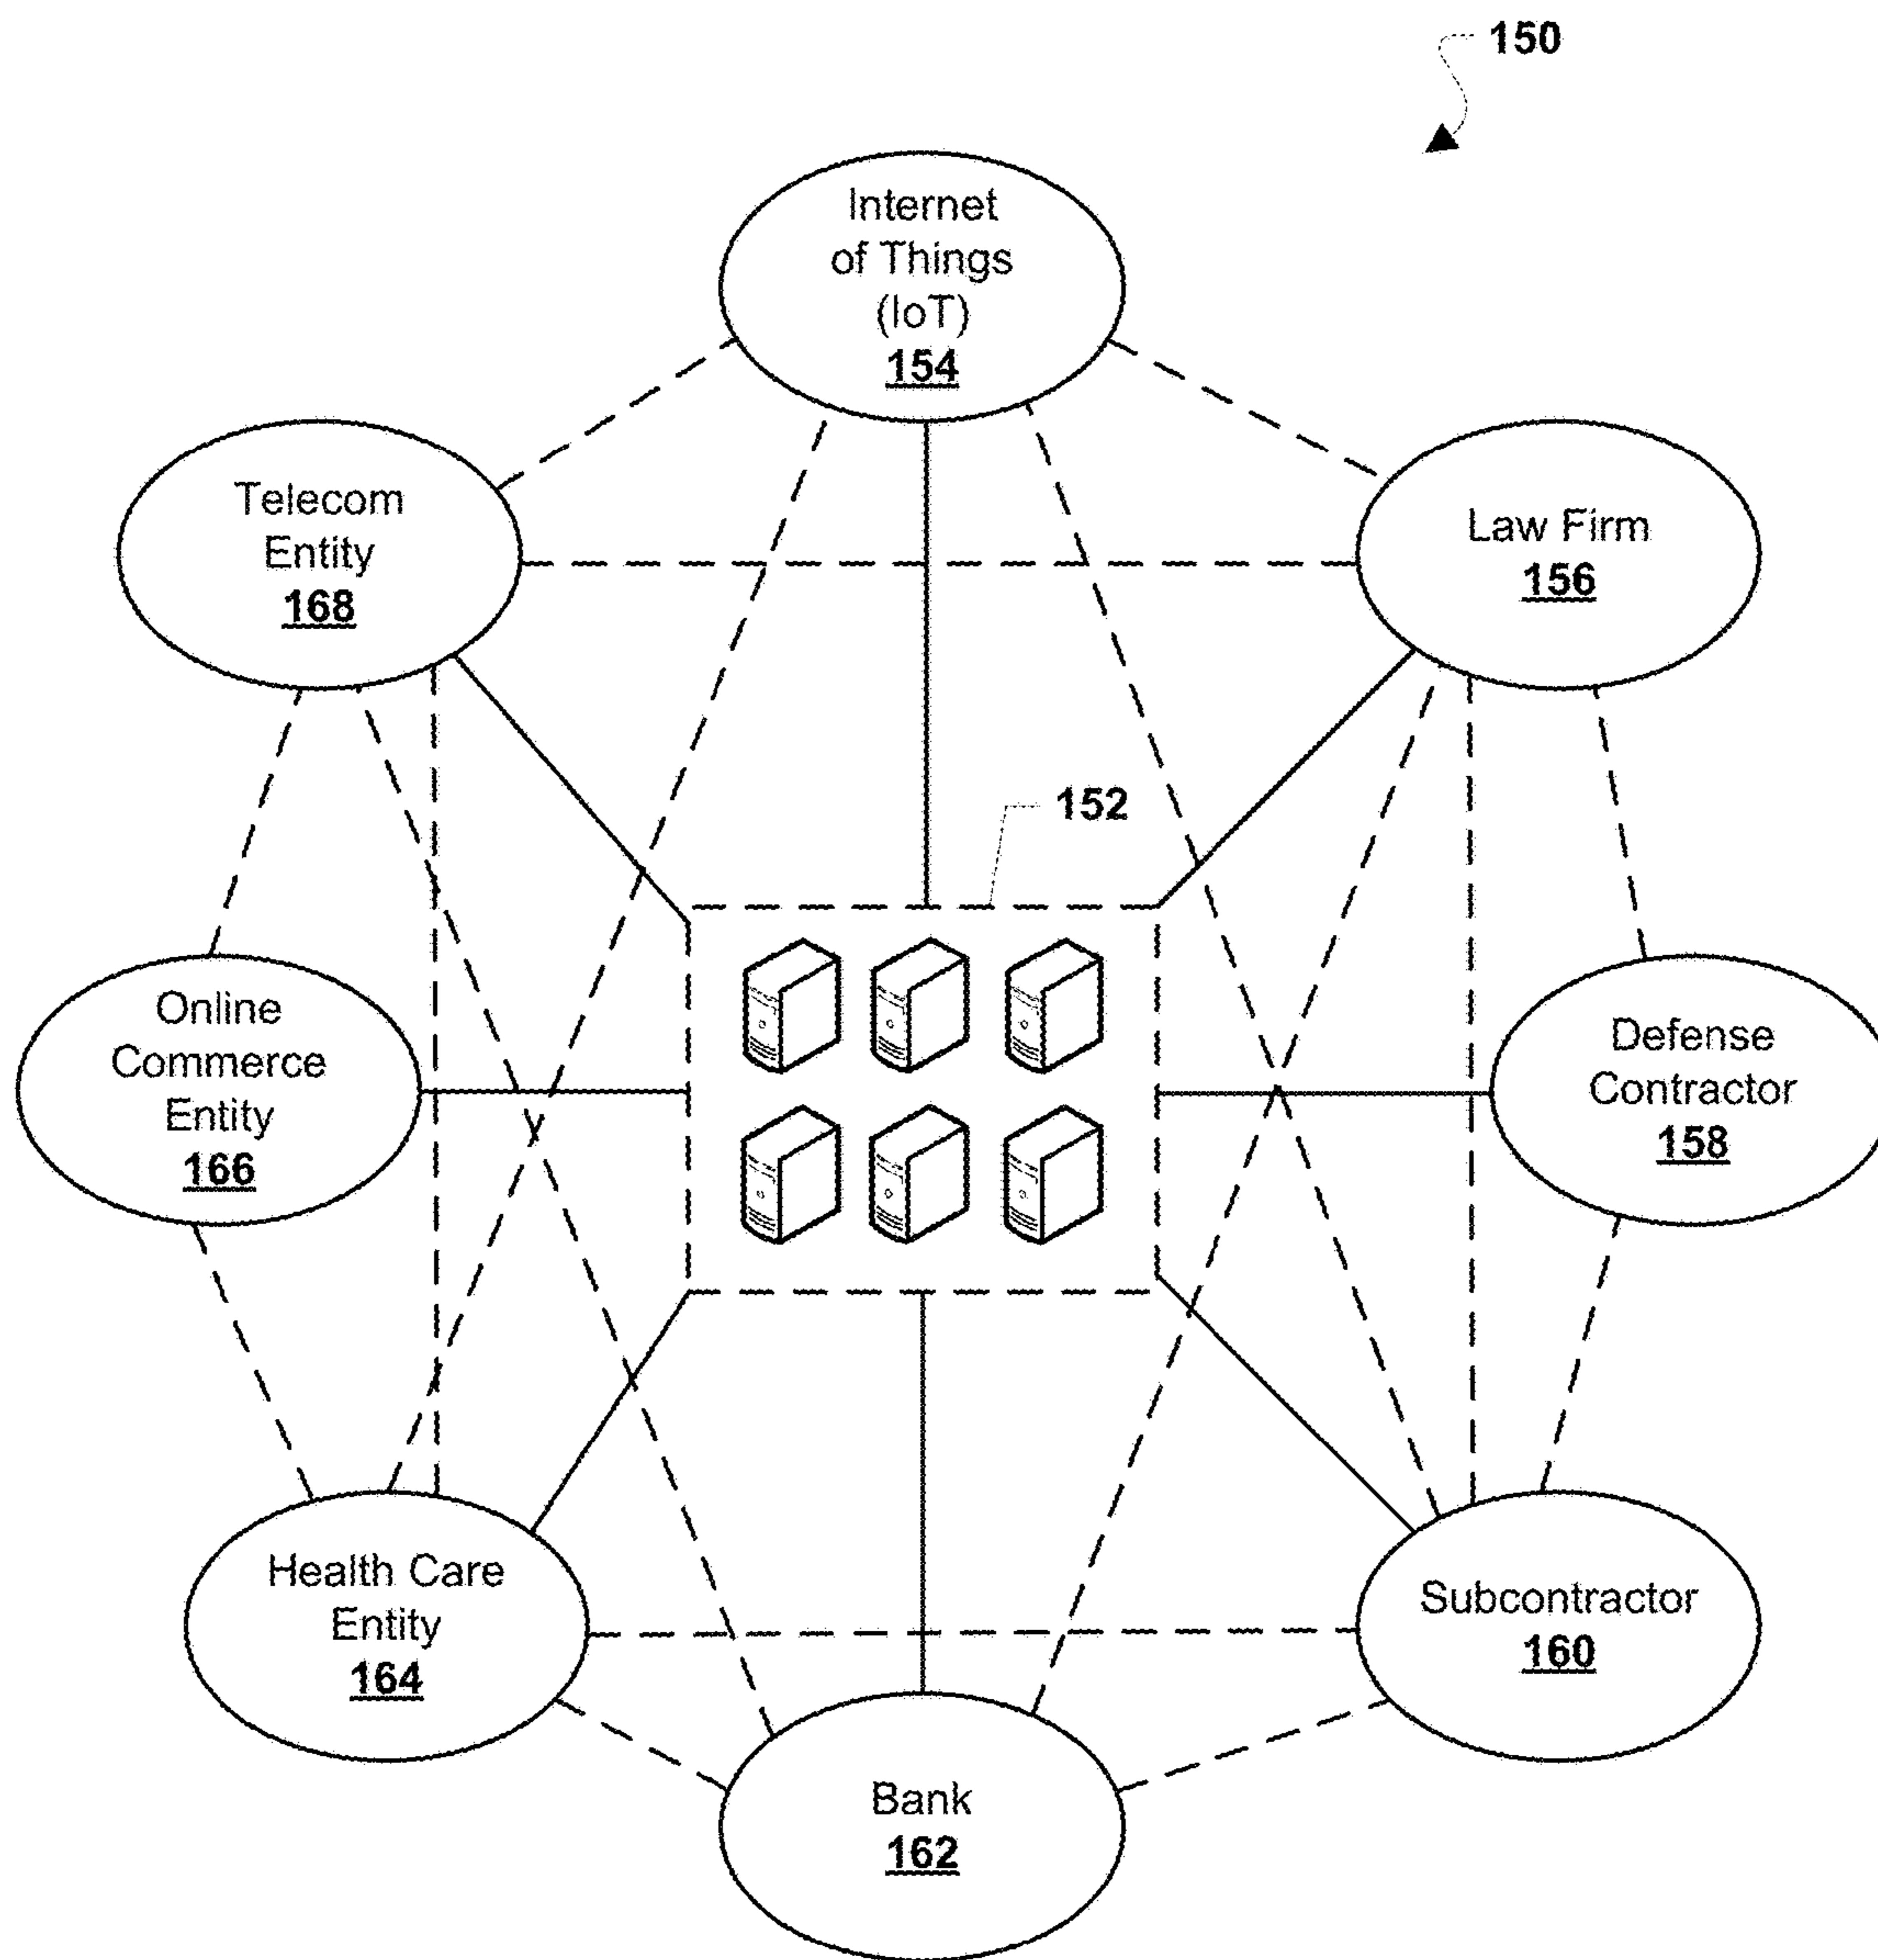 150
Internet
of Things
(IoT)
154
Telecom
Entity
168
Law Firm
156
152
Online
Commerce
Entity
166
Defense
Contractor
158
Health Care
Entity
164
Subcontractor
160
Bank
162